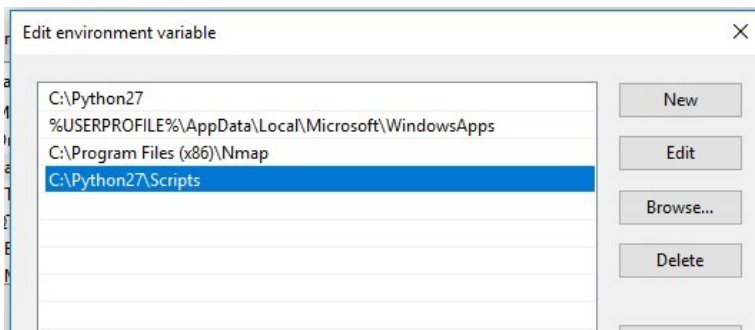 Edit environment variable
C:\Python27
%USERPROFILE%\AppData\Local\Microsoft\WindowsApps
C:\Program Files (x86)\Nmap
C:\Python27\Scripts
New
Edit
Browse...
Delete